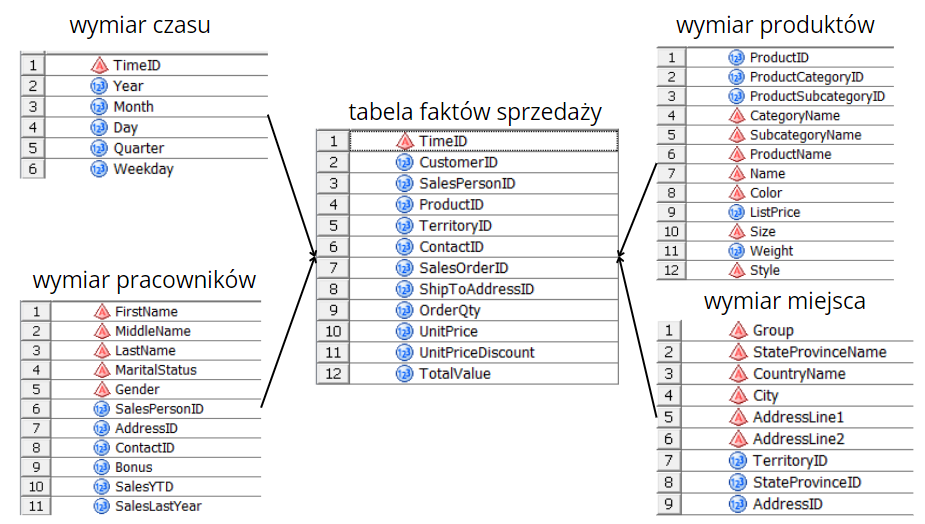 wymiar czasu
1 TimeID
2 Year
3 Month
4 Day
5 Quarter
6 Weekday
tabela faktów sprzedaży
1 TimeID
2 CustomerID
3 SalesPersonID
4 ProductID
5 TerritoryID
6 ContactID
7 SalesOrderID
8 ShipToAddressID
9 OrderQty
10 UnitPrice
11 UnitPriceDiscount
12 TotalValue
wymiar produktów
1 ProductID
2 ProductCategoryID
3 ProductSubcategoryID
4 CategoryName
5 SubcategoryName
6 ProductName
7 Name
8 Color
9 ListPrice
10 Size
11 Weight
12 Style
wymiar pracowników
1 FirstName
2 MiddleName
3 LastName
4 MaritalStatus
5 Gender
6 SalesPersonID
7 AddressID
8 ContactID
9 Bonus
10 SalesYTD
11 SalesLastYear
wymiar miejsca
1 Group
2 StateProvinceName
3 CountryName
4 City
5 AddressLine1
6 AddressLine2
7 TerritoryID
8 StateProvinceID
9 AddressID